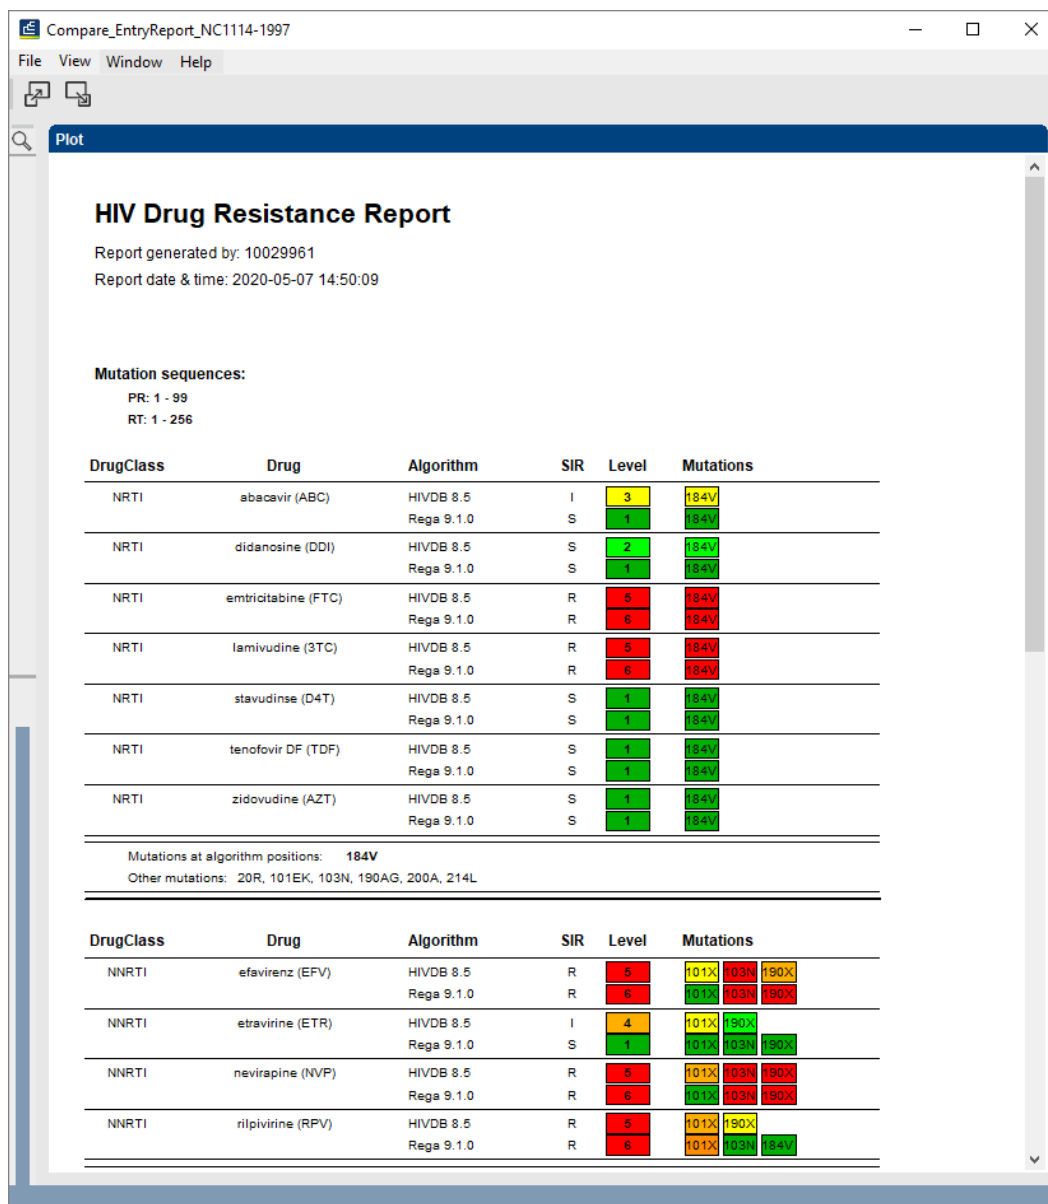 Compare_EntryReport_NC1114-1997
File View Window Help
Plot
HIV Drug Resistance Report
Report generated by: 10029961
Report date & time: 2020-05-07 14:50:09
Mutation sequences:
PR: 1 - 99
RT: 1 - 256
DrugClass Drug Algorithm SIR Level Mutations
NRTI abacavir (ABC) HIVDB 8.5 I 3 184V
Rega 9.1.0 S 1 184V
NRTI didanosine (DDI) HIVDB 8.5 S 2 184V
Rega 9.1.0 S 1 184V
NRTI emtricitabine (FTC) HIVDB 8.5 R 5 184V
Rega 9.1.0 R 6 184V
NRTI lamivudine (3TC) HIVDB 8.5 R 5 184V
Rega 9.1.0 R 6 184V
NRTI stavudinse (D4T) HIVDB 8.5 S 1 184V
Rega 9.1.0 S 1 184V
NRTI tenofovir DF (TDF) HIVDB 8.5 S 1 184V
Rega 9.1.0 S 1 184V
NRTI zidovudine (AZT) HIVDB 8.5 S 1 184V
Rega 9.1.0 S 1 184V
Mutations at algorithm positions: 184V
Other mutations: 20R, 101EK, 103N, 190AG, 200A, 214L
DrugClass Drug Algorithm SIR Level Mutations
NNRTI efavirenz (EFV) HIVDB 8.5 R 5 101X 103N 190X
Rega 9.1.0 R 6 101X 103N 190X
NNRTI etravirine (ETR) HIVDB 8.5 I 4 101X 190X
Rega 9.1.0 S 1 101X 103N 190X
NNRTI nevirapine (NVP) HIVDB 8.5 R 5 101X 103N 190X
Rega 9.1.0 R 6 101X 103N 190X
NNRTI rilpivirine (RPV) HIVDB 8.5 R 5 101X 190X
Rega 9.1.0 R 6 101X 103N 184V